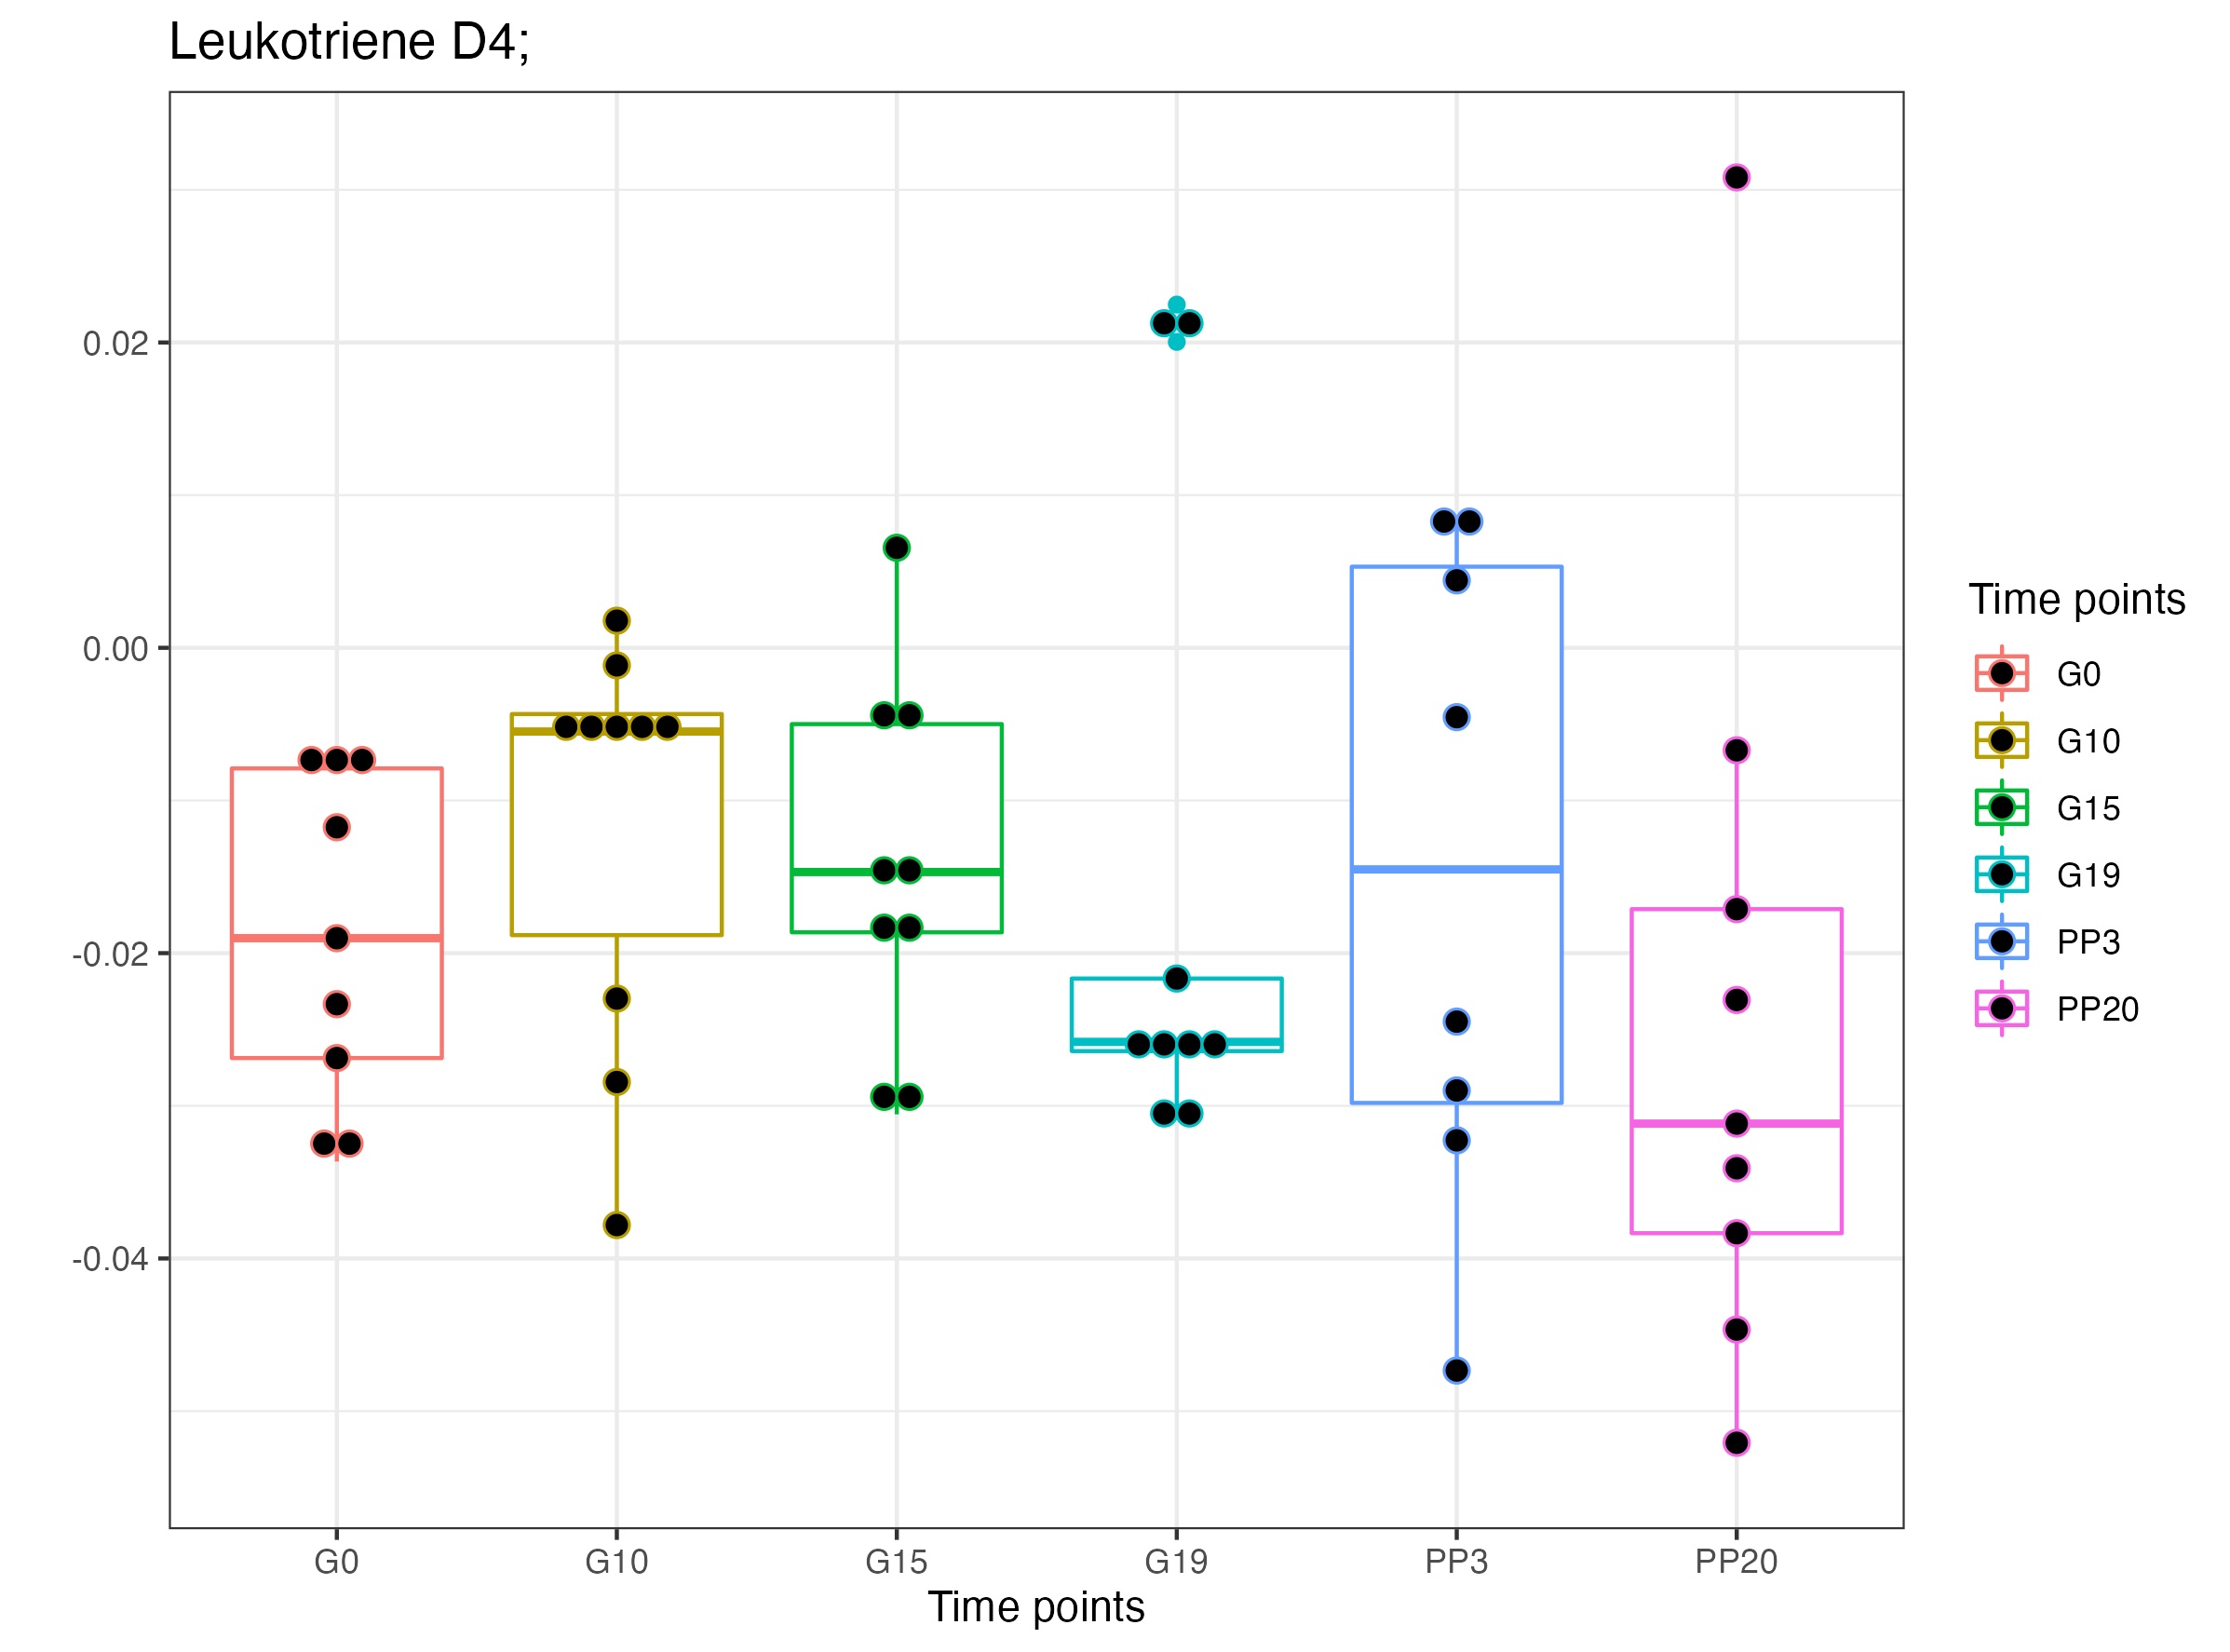 Leukotriene D4;
0.02
0.00
-0.02
-0.04
G0 G10 G15 G19 PP3 PP20
Time points
Time points
G0
G10
G15
G19
PP3
PP20